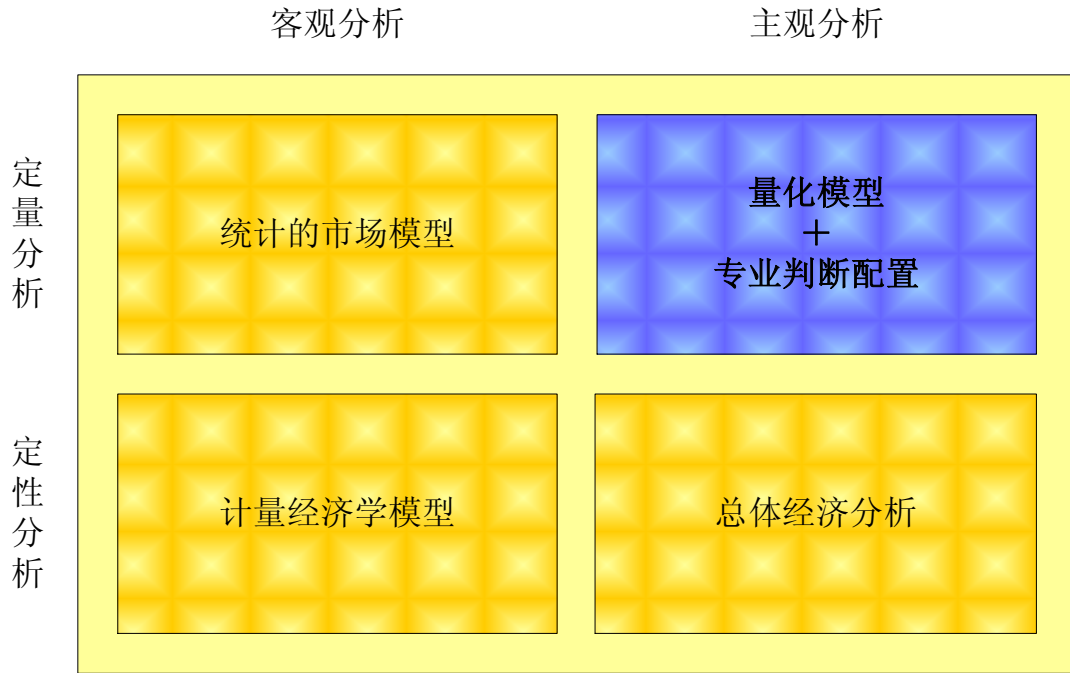 客观分析
主观分析
定量分析
统计的市场模型
量化模型
＋
专业判断配置
定性分析
计量经济学模型
总体经济分析